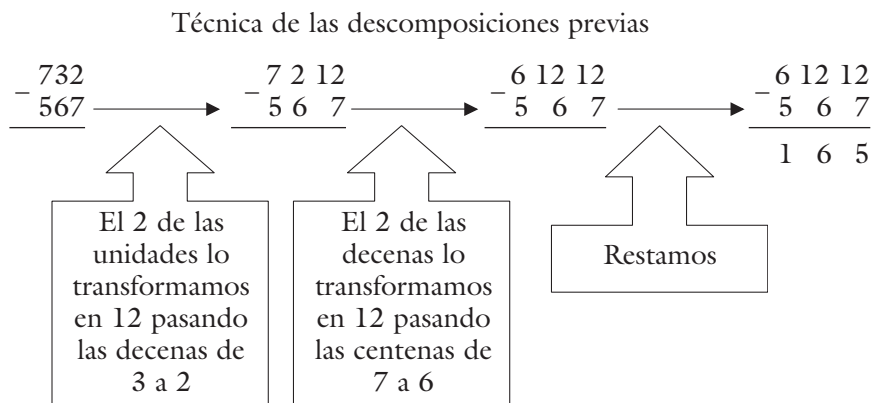 Técnica de las descomposiciones previas
732 7 2 12 6 12 12 6 12 12
− 567 − 5 6 7 − 5 6 7 − 5 6 7
1 6 5
El 2 de las
unidades lo
transformamos
en 12 pasando
las decenas de
3 a 2
El 2 de las
decenas lo
transformamos
en 12 pasando
las centenas de
7 a 6
Restamos